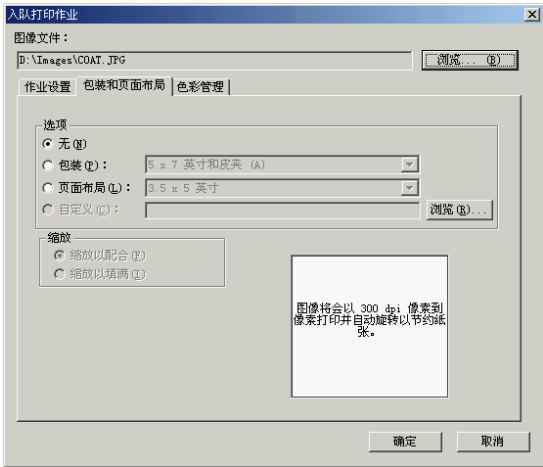 入队打印作业
图像文件：
D:\Images\COAT.JPG 浏览... (B)
作业设置 包装和页面布局 色彩管理
选项
无(N)
包装(P)： 5 x 7 英寸和皮夹 (A)
页面布局(L)： 3.5 x 5 英寸
自定义(C)： 浏览(R)...
缩放
缩放以配合(F)
缩放以填满(I)
图像将会以 300 dpi 像素到
像素打印并自动旋转以节约纸
张。
确定 取消